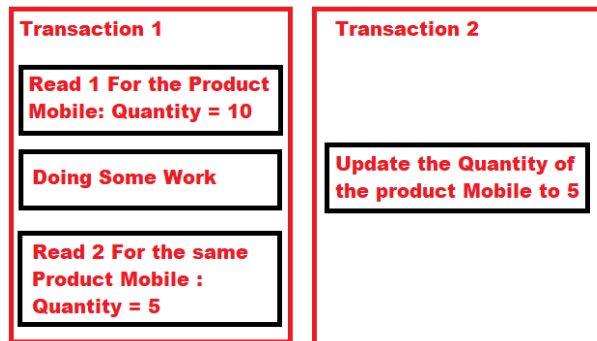 Transaction 1
Read 1 For the Product
Mobile: Quantity = 10
Doing Some Work
Read 2 For the same
Product Mobile :
Quantity = 5
Transaction 2
Update the Quantity of
the product Mobile to 5